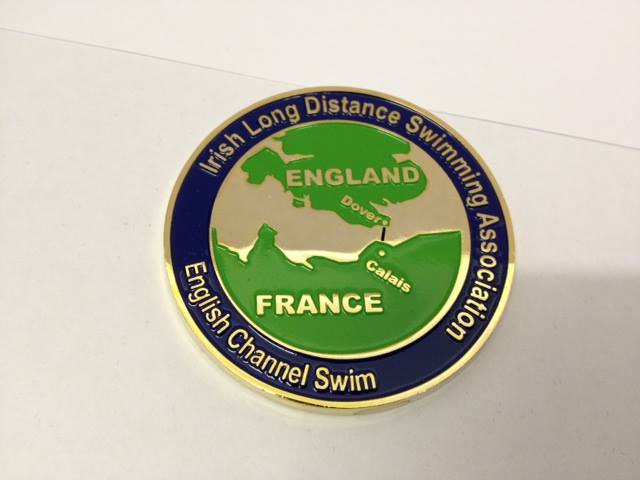 Irish Long Distance Swimming Association
ENGLAND
Dover
Calais
FRANCE
English Channel Swim